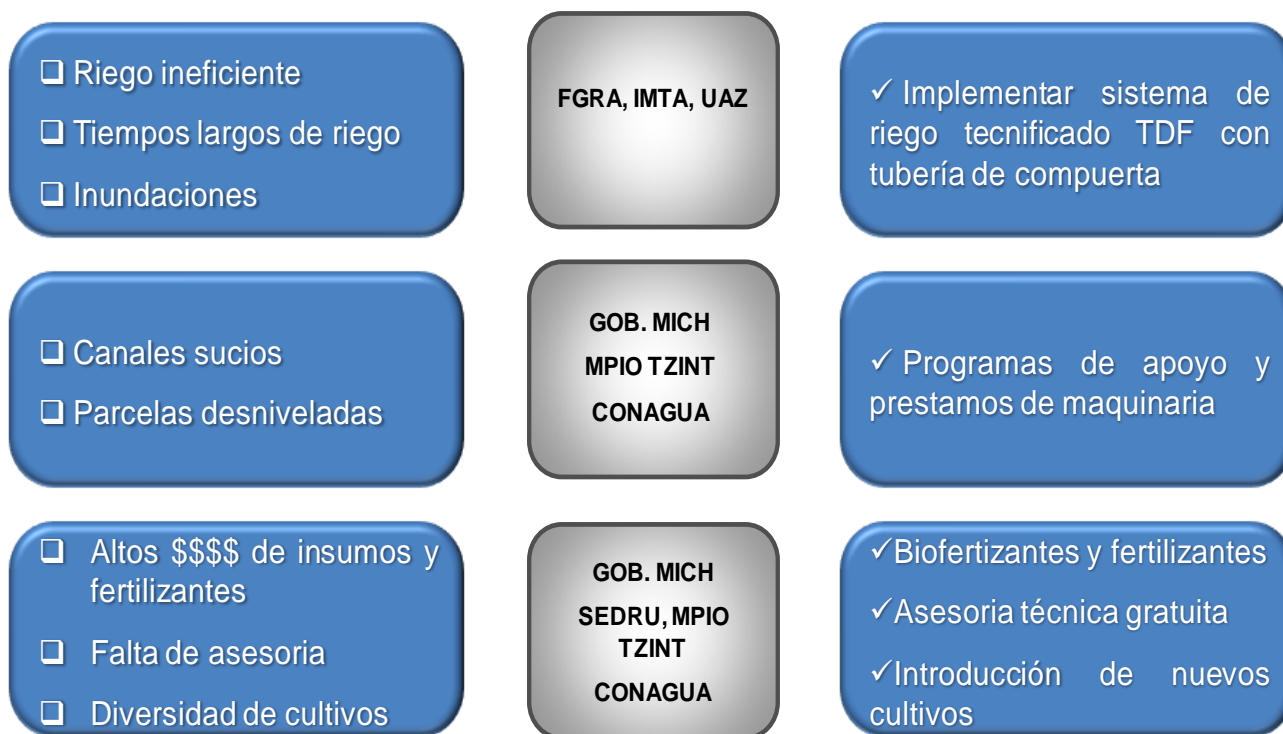 ❑ Riego ineficiente
❑ Tiempos largos de riego
❑ Inundaciones
FGRA, IMTA, UAZ
✓ Implementar sistema de
riego tecnificado TDF con
tubería de compuerta
❑ Canales sucios
❑ Parcelas desniveladas
GOB. MICH
MPIO TZINT
CONAGUA
✓ Programas de apoyo y
prestamos de maquinaria
❑ Altos $$$$ de insumos y
fertilizantes
❑ Falta de asesoria
❑ Diversidad de cultivos
GOB. MICH
SEDRU, MPIO
TZINT
CONAGUA
✓Biofertizantes y fertilizantes
✓Asesoria técnica gratuita
✓Introducción de nuevos
cultivos